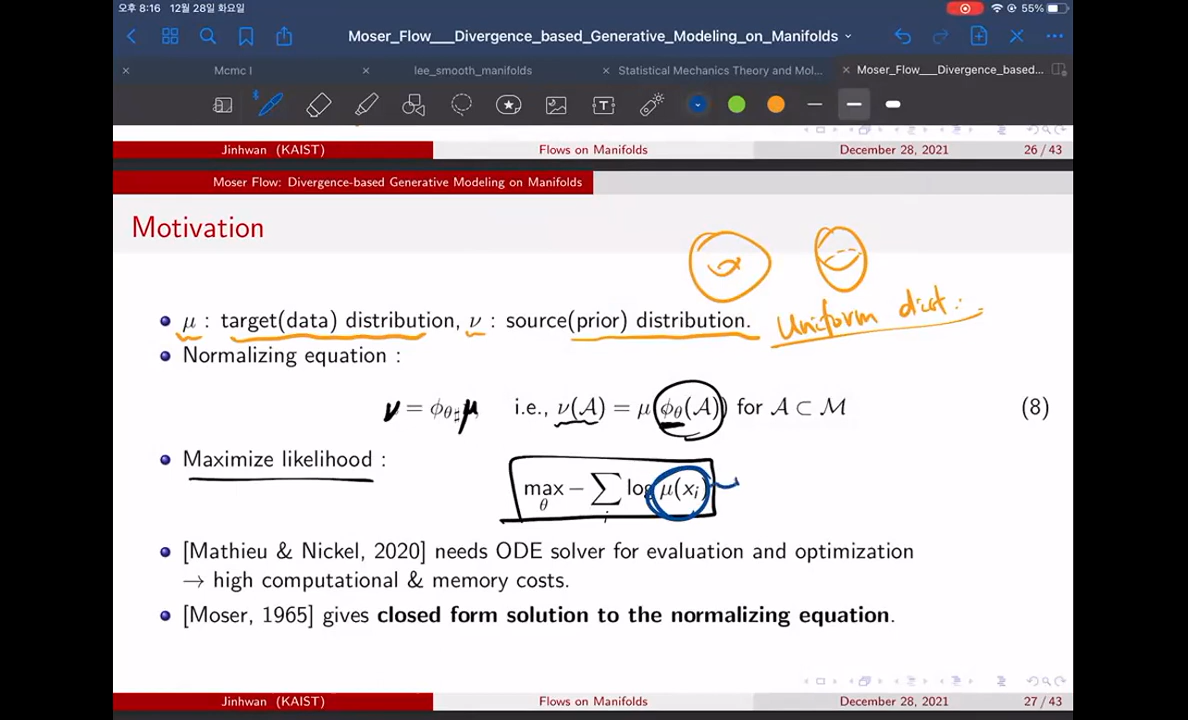 오후 8:16 12월 28일 화요일
55%
Moser_Flow___Divergence_based_Generative_Modeling_on_Manifolds
Mcmc I
lee_smooth_manifolds
Statistical Mechanics Theory and Mol...
Moser_Flow___Divergence_based...
Jinhwan (KAIST) Flows on Manifolds December 28, 2021 26/43
Moser Flow: Divergence-based Generative Modeling on Manifolds
Motivation
μ : target(data) distribution, ν : source(prior) distribution.
Uniform dist.
Normalizing equation :
ν = ϕθ♯μ i.e., ν(A) = μ(ϕθ(A)) for A ⊂ M (8)
Maximize likelihood :
max θ − ∑ i log μ(xi)
[Mathieu & Nickel, 2020] needs ODE solver for evaluation and optimization
→ high computational & memory costs.
[Moser, 1965] gives closed form solution to the normalizing equation.
Jinhwan (KAIST) Flows on Manifolds December 28, 2021 27/43